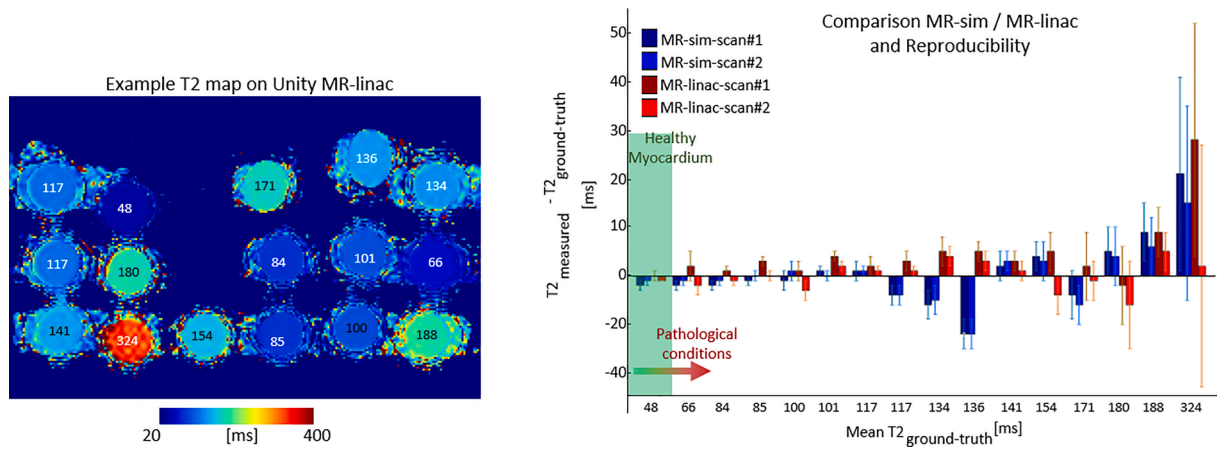 Example T2 map on Unity MR-linac
136
117
171
134
48
117
180
84
101
66
141
324
154
85
100
188
20
[ms]
400
Comparison MR-sim / MR-linac
and Reproducibility
MR-sim-scan#1
MR-sim-scan#2
MR-linac-scan#1
MR-linac-scan#2
Healthy
Myocardium
Pathological
conditions
T2 measured - T2 ground-truth
[ms]
50
40
30
20
10
0
-20
-40
48 66 84 85 100 101 117 117 134 136 141 154 171 180 188 324
Mean T2 ground-truth [ms]